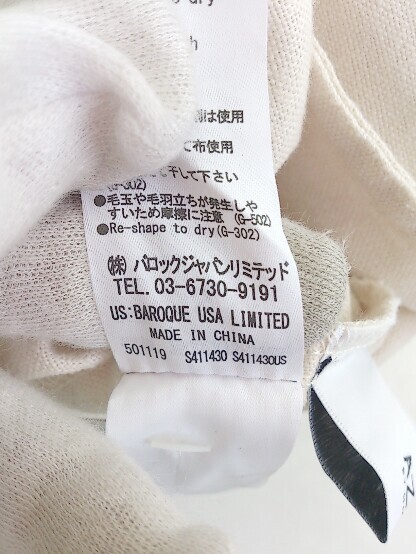 dry
は使用
て布使用
干して下さい
(G-302)
●毛玉や毛羽立ちが発生しや
すいため摩擦に注意 (G-502)
●Re-shape to dry(G-302)
㈱バロックジャパンリミテッド
TEL. 03-6730-9191
US:BAROQUE USA LIMITED
MADE IN CHINA
501119 S411430 S411430US